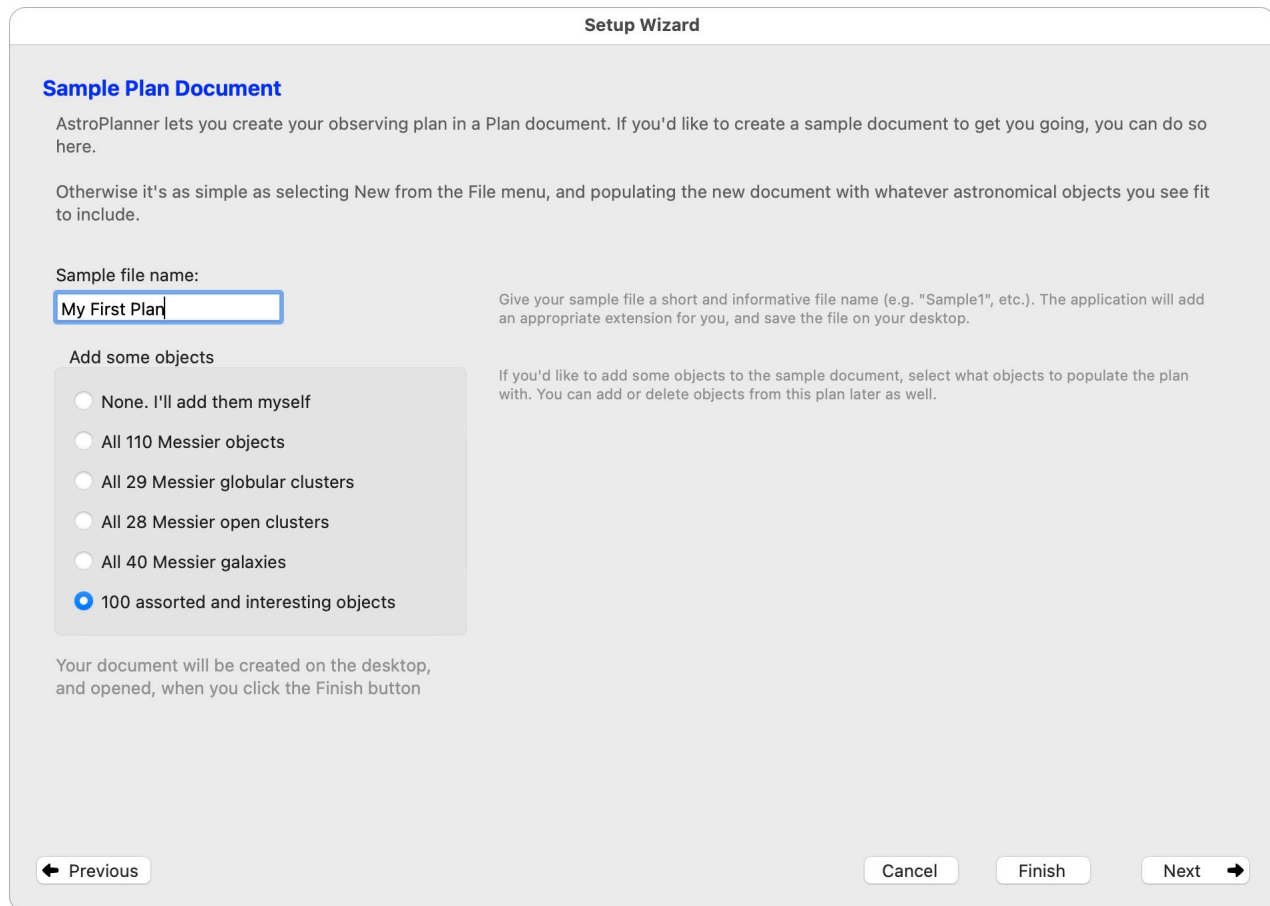 Setup Wizard
Sample Plan Document
AstroPlanner lets you create your observing plan in a Plan document. If you'd like to create a sample document to get you going, you can do so
here.
Otherwise it's as simple as selecting New from the File menu, and populating the new document with whatever astronomical objects you see fit
to include.
Sample file name:
My First Plan
Give your sample file a short and informative file name (e.g. "Sample1", etc.). The application will add
an appropriate extension for you, and save the file on your desktop.
Add some objects
If you'd like to add some objects to the sample document, select what objects to populate the plan
with. You can add or delete objects from this plan later as well.
None. I'll add them myself
All 110 Messier objects
All 29 Messier globular clusters
All 28 Messier open clusters
All 40 Messier galaxies
100 assorted and interesting objects
Your document will be created on the desktop,
and opened, when you click the Finish button
Previous
Cancel
Finish
Next